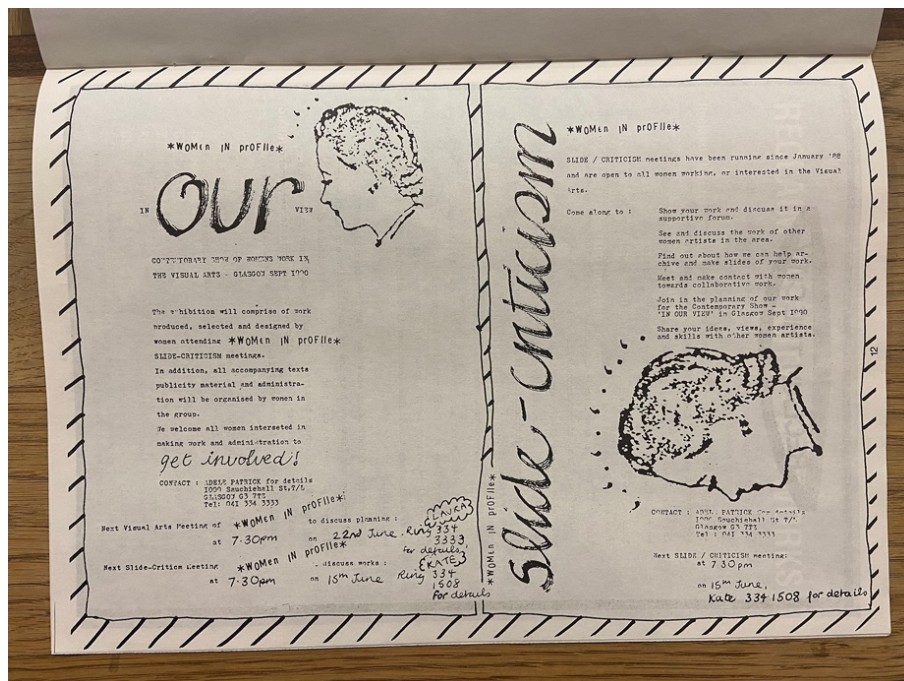 *WOMEN IN PROFILE*
IN our VIEW
CONTEMPORARY SHOW OF WOMENS WORK IN
THE VISUAL ARTS - GLASGOW SEPT 1990
The exhibition will comprise of work
produced, selected and designed by
women attending *WOMEN IN PROFILE*
SLIDE-CRITICISM meetings.
In addition, all accompanying texts
publicity material and administra-
tion will be organised by women in
the group.
We welcome all women interseted in
making work and administration to
get involved!
CONTACT : ADELE PATRICK for details
Sauchiehall St, T/L
GLASGOW G3 7TZ
Tel: 041 334 3333
Next Visual Arts Meeting of *WOMEN IN PROFILE* to discuss planning :
at 7.30pm on 22nd June. Ring LAURA 334
3333
for details,
Next Slide-Critism Meeting *WOMEN IN PROFILE* discuss works :
at 7.30pm on 15th June Ring KATE 334
1508
For details
*WOMEN IN PROFILE*
Slide-Criticism
*WOMEN IN PROFILE*
SLIDE / CRITICISM meetings have been running since January '88
and are open to all women working, or interested in the Visual
Arts.
Come along to : Show your work and discuss it in a
supportive forum.
See and discuss the work of other
women artists in the area.
Find out about how we can help ar-
chive and make slides of your work.
Meet and make contact with women
towards collaborative work.
Join in the planning of our work
for the Contemporary Show -
'IN OUR VIEW' in Glasgow Sept 1990
Share your ideas, views, experience
and skills with other women artists.
12
CONTACT : ADELE PATRICK for details
Sauchiehall St T/L
Glasgow G3 7TZ
Tel : 041 334 3333
Next SLIDE / CRITICISM meeting:
at 7.30pm
on 15th June,
Kate 334 1508 for details